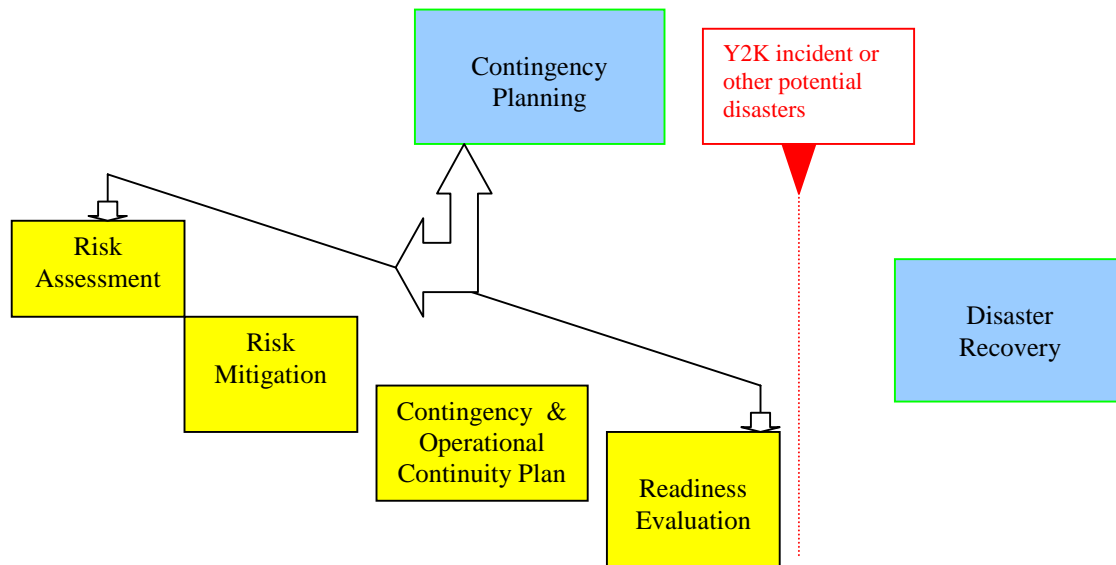 Contingency
Planning
Y2K incident or
other potential
disasters
Risk
Assessment
Risk
Mitigation
Contingency &
Operational
Continuity Plan
Readiness
Evaluation
Disaster
Recovery